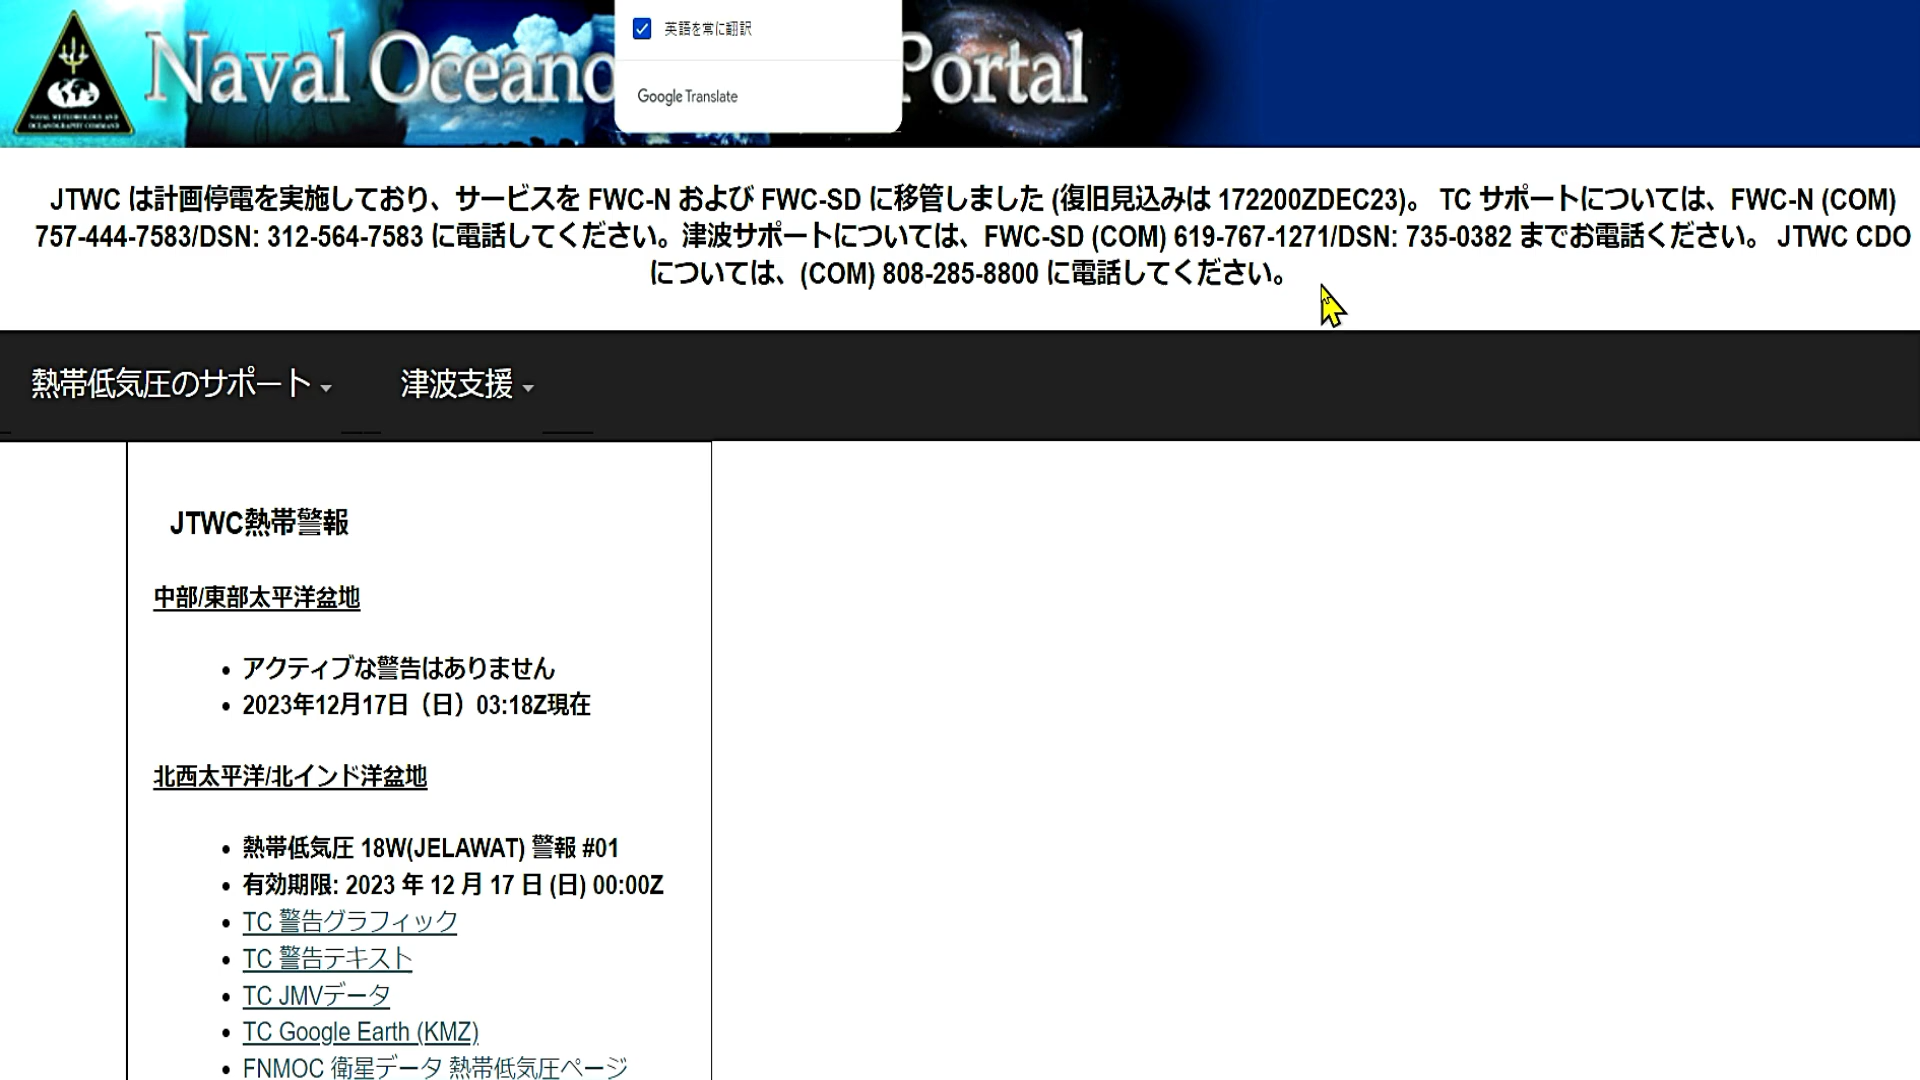 英語を常に翻訳
Naval Oceano Portal
Google Translate
NAVAL METEOROLOGY AND
OCEANOGRAPHY COMMAND
JTWC は計画停電を実施しており、サービスを FWC-N および FWC-SD に移管しました (復旧見込みは 172200ZDEC23)。 TC サポートについては、FWC-N (COM)
757-444-7583/DSN: 312-564-7583 に電話してください。津波サポートについては、FWC-SD (COM) 619-767-1271/DSN: 735-0382 までお電話ください。 JTWC CDO
については、(COM) 808-285-8800 に電話してください。
熱帯低気圧のサポート 津波支援
JTWC熱帯警報
中部/東部太平洋盆地
• アクティブな警告はありません
• 2023年12月17日（日）03:18Z現在
北西太平洋/北インド洋盆地
• 熱帯低気圧 18W(JELAWAT) 警報 #01
• 有効期限: 2023 年 12 月 17 日 (日) 00:00Z
• TC 警告グラフィック
• TC 警告テキスト
• TC JMVデータ
• TC Google Earth (KMZ)
• FNMOC 衛星データ 熱帯低気圧ページ